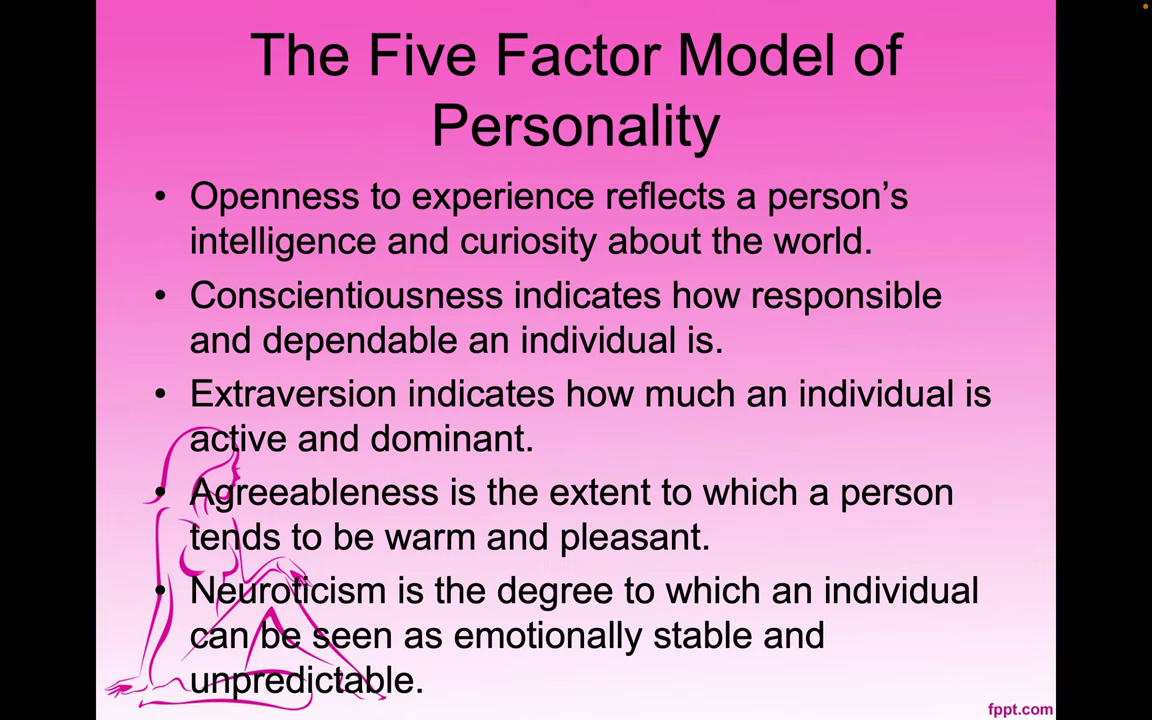 The Five Factor Model of
Personality
• Openness to experience reflects a person’s
intelligence and curiosity about the world.
• Conscientiousness indicates how responsible
and dependable an individual is.
• Extraversion indicates how much an individual is
active and dominant.
• Agreeableness is the extent to which a person
tends to be warm and pleasant.
• Neuroticism is the degree to which an individual
can be seen as emotionally stable and
unpredictable.
fppt.com